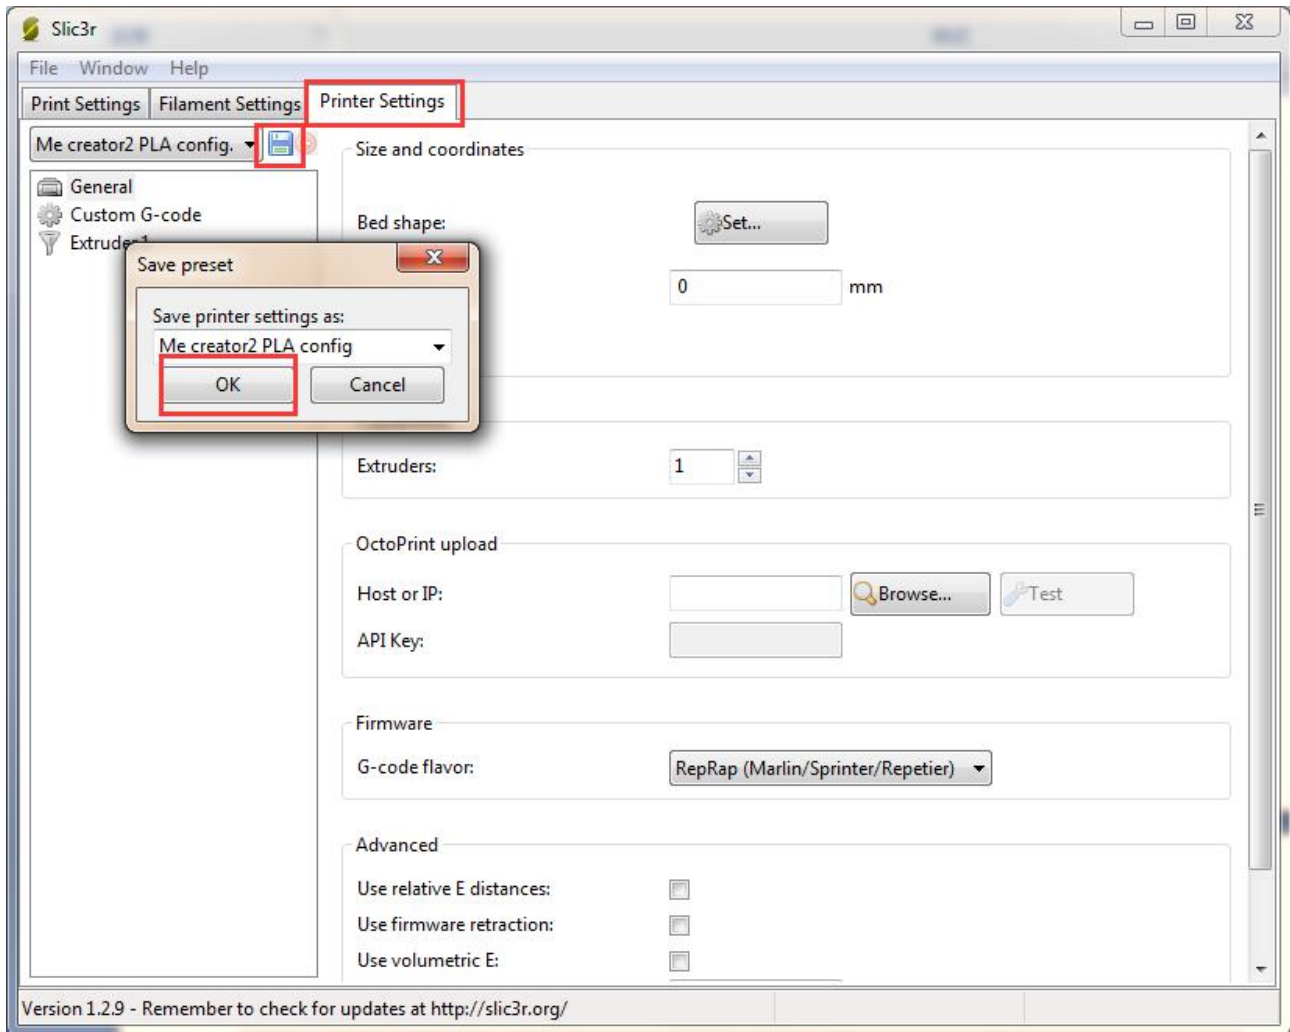 Slic3r
File Window Help
Print Settings Filament Settings Printer Settings
Me creator2 PLA config.
General
Custom G-code
Extruder 1
Save preset
Save printer settings as:
Me creator2 PLA config
OK Cancel
Size and coordinates
Bed shape: Set...
0 mm
Extruders: 1
OctoPrint upload
Host or IP: Browse... Test
API Key:
Firmware
G-code flavor: RepRap (Marlin/Sprinter/Repetier)
Advanced
Use relative E distances:
Use firmware retraction:
Use volumetric E:
Version 1.2.9 - Remember to check for updates at http://slic3r.org/